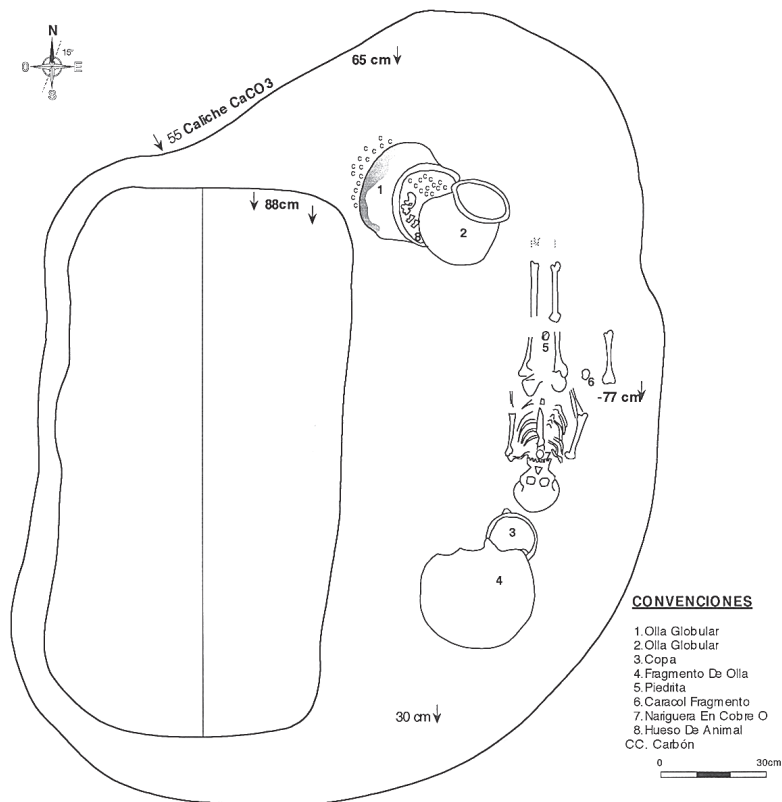 N
15°
O E
S
65 cm
55 Caliche CaCO3
88cm
1
8
2
5
6
-77 cm
7
3
4
30 cm
CONVENCIONES
1.Olla Globular
2.Olla Globular
3.Copa
4.Fragmento De Olla
5.Piedrita
6.Caracol Fragmento
7.Nariguera En Cobre O
8.Hueso De Animal
CC. Carbón
0 30cm